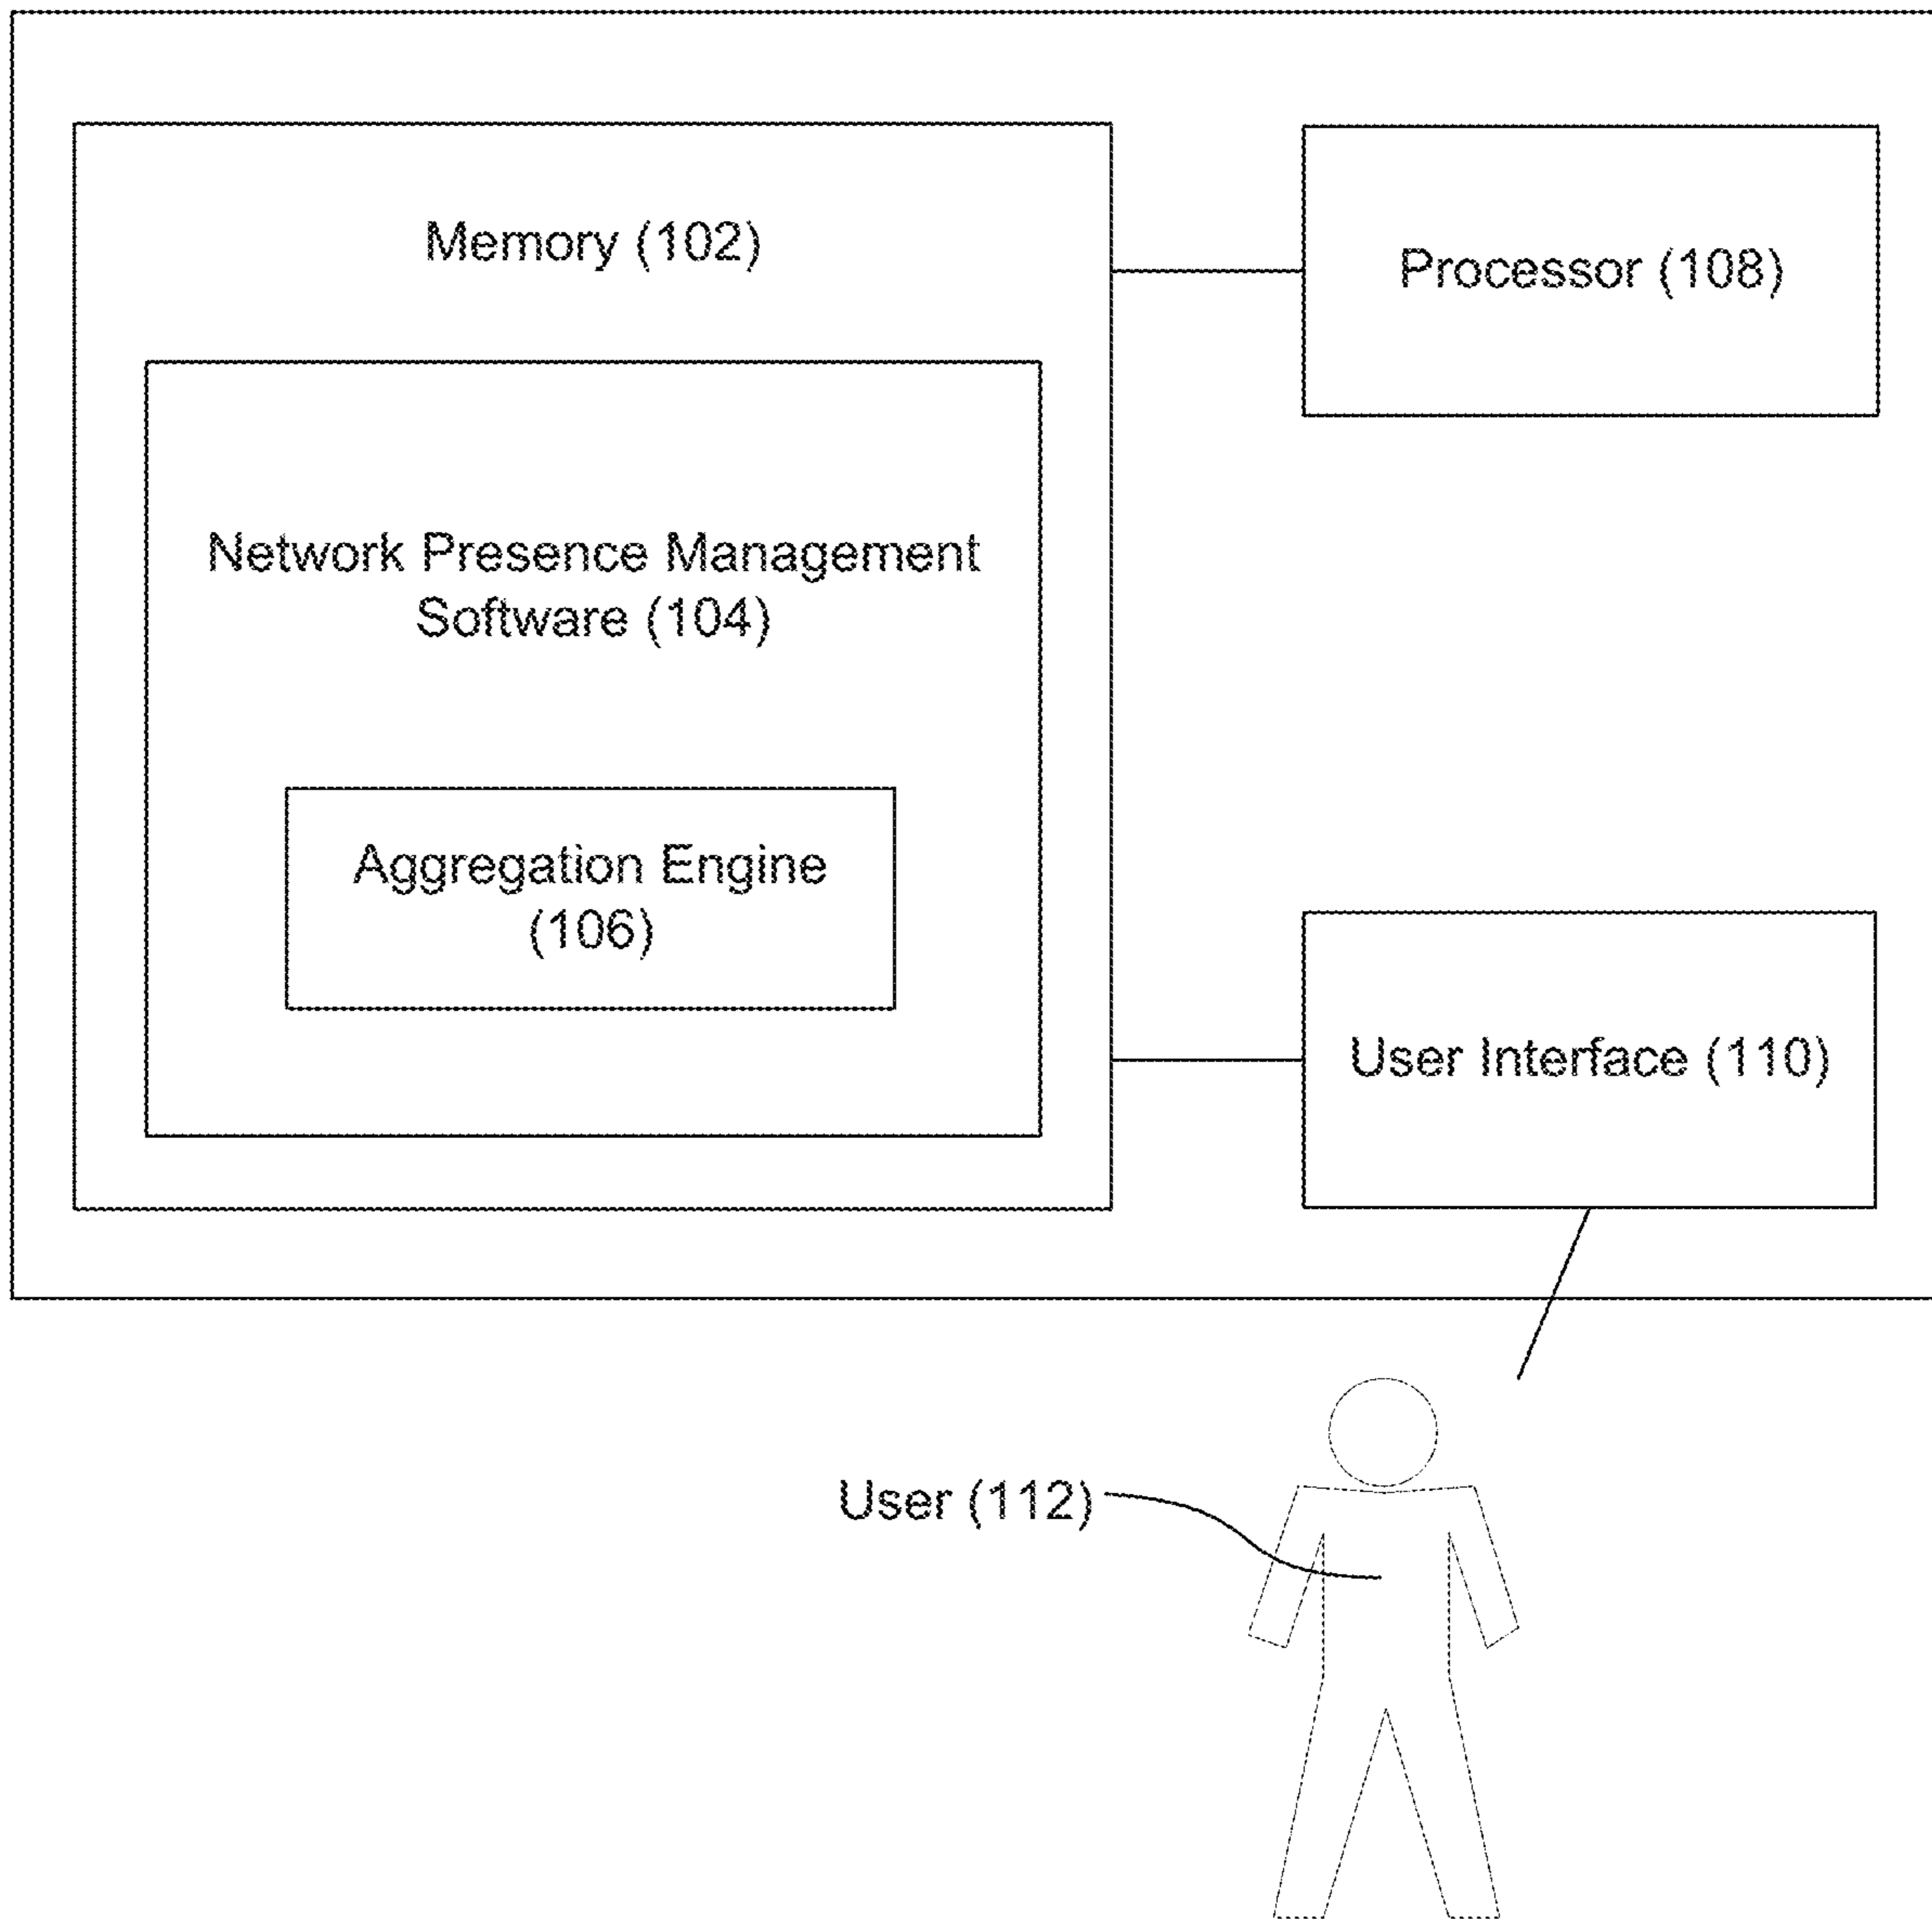 Memory (102)
Processor (108)
Network Presence Management
Software (104)
Aggregation Engine
(106)
User Interface (110)
User (112)